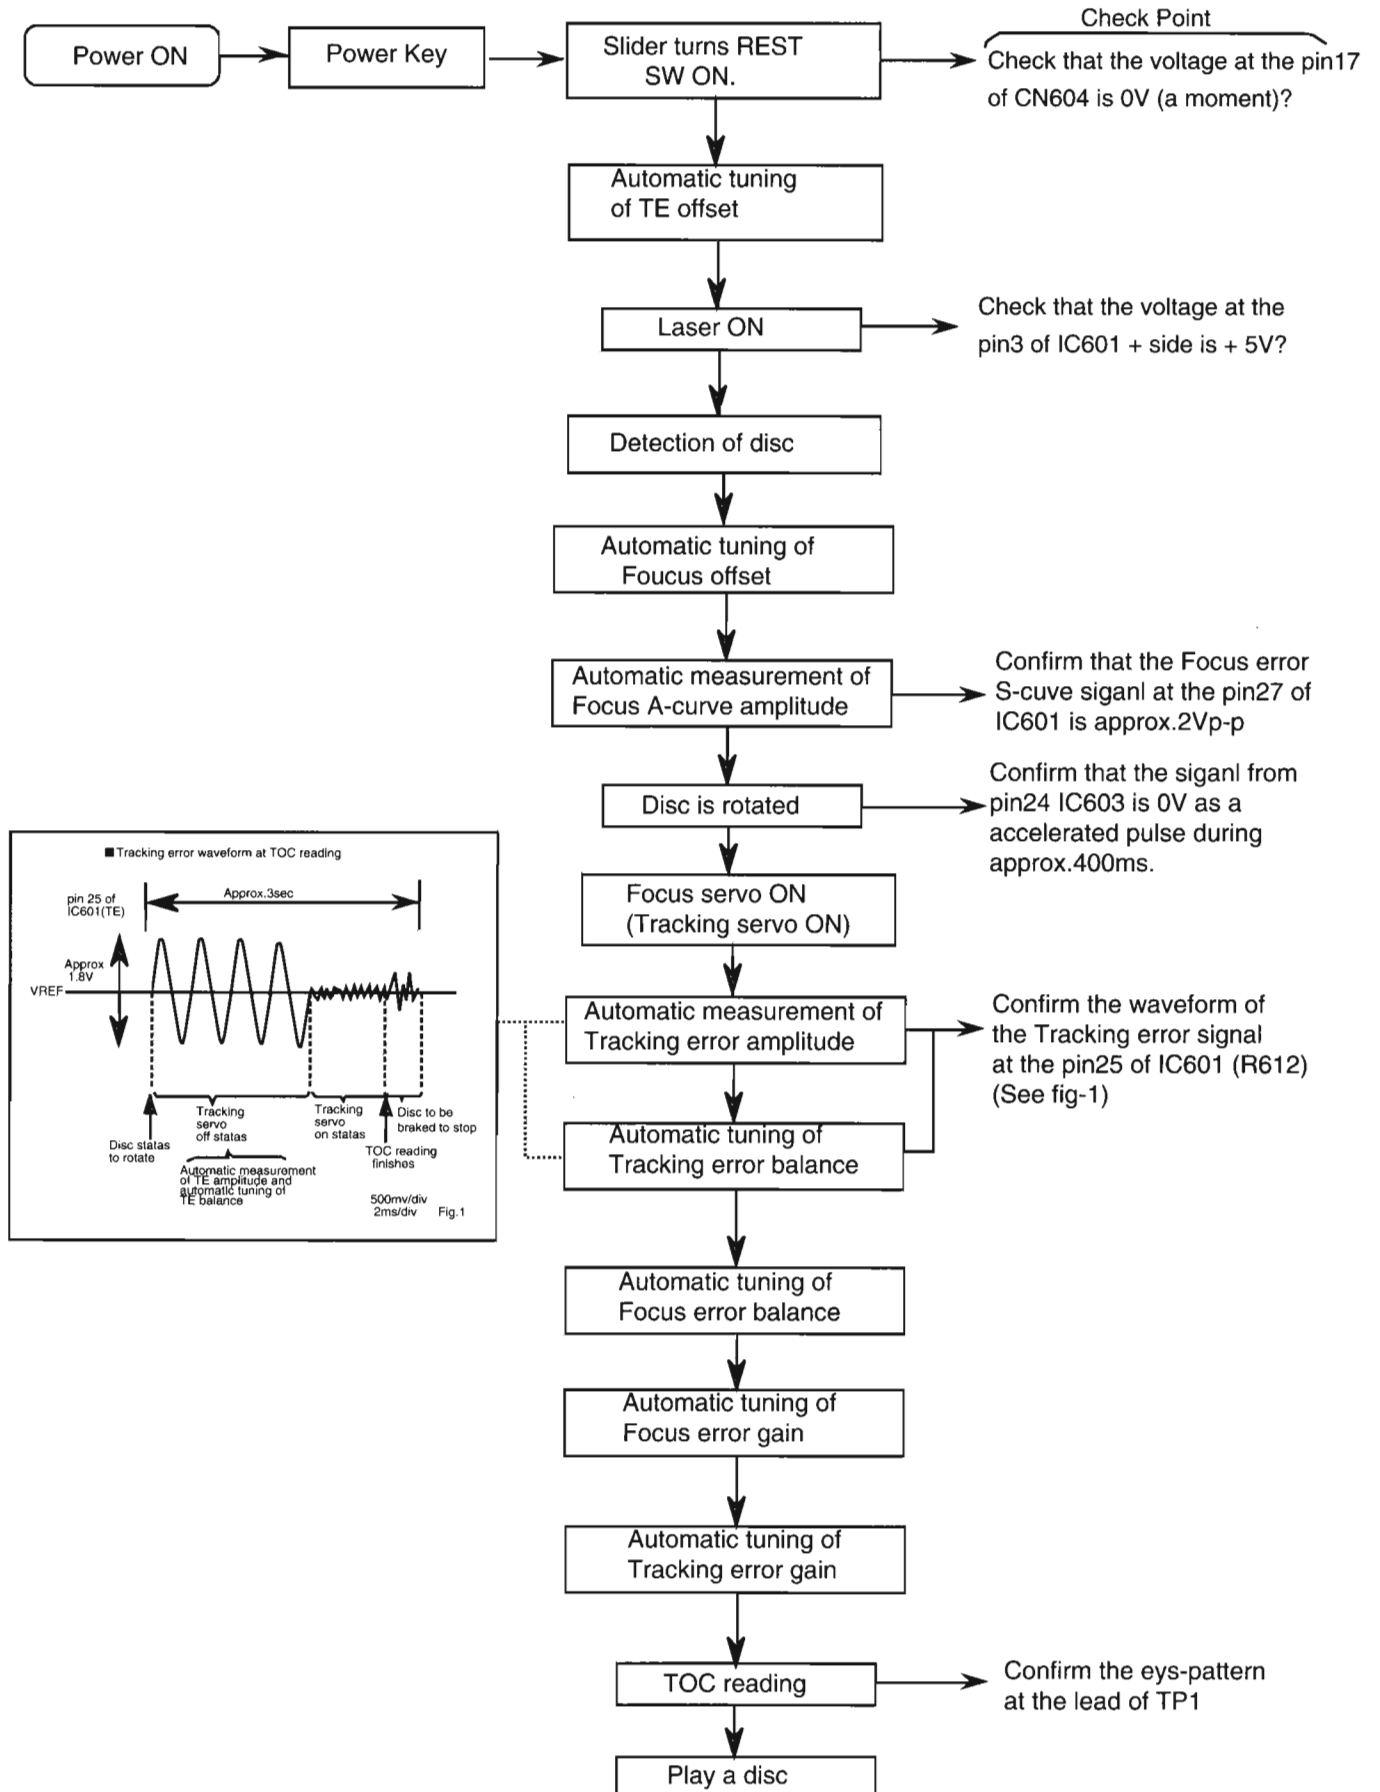 Check Point
Power ON
Power Key
Slider turns REST
SW ON.
Check that the voltage at the pin17
of CN604 is 0V (a moment)?
Automatic tuning
of TE offset
Laser ON
Check that the voltage at the
pin3 of IC601 + side is + 5V?
Detection of disc
Automatic tuning of
Foucus offset
Automatic measurement of
Focus A-curve amplitude
Confirm that the Focus error
S-cuve siganl at the pin27 of
IC601 is approx.2Vp-p
Disc is rotated
Confirm that the siganl from
pin24 IC603 is 0V as a
accelerated pulse during
approx.400ms.
Focus servo ON
(Tracking servo ON)
■ Tracking error waveform at TOC reading
pin 25 of
IC601(TE)
Approx.3sec
Approx
1.8V
VREF
Tracking
servo
off statas
Tracking
servo
on statas
Disc to be
braked to stop
Disc statas
to rotate
TOC reading
finishes
Automatic measurement
of TE amplitude and
automatic tuning of
TE balance
500mv/div
2ms/div
Fig.1
Automatic measurement of
Tracking error amplitude
Confirm the waveform of
the Tracking error signal
at the pin25 of IC601 (R612)
(See fig-1)
Automatic tuning of
Tracking error balance
Automatic tuning of
Focus error balance
Automatic tuning of
Focus error gain
Automatic tuning of
Tracking error gain
TOC reading
Confirm the eys-pattern
at the lead of TP1
Play a disc